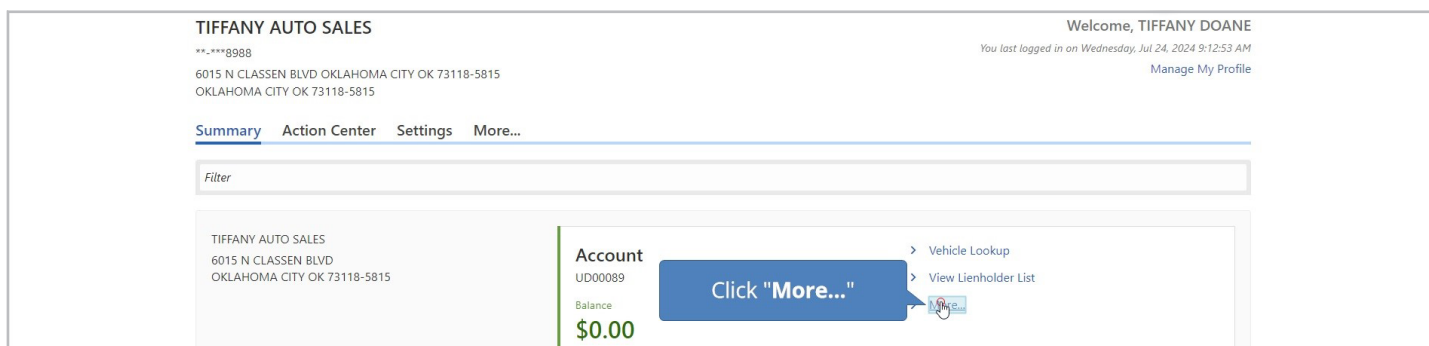 TIFFANY AUTO SALES
Welcome, TIFFANY DOANE
**-***8988
You last logged in on Wednesday, Jul 24, 2024 9:12:53 AM
6015 N CLASSEN BLVD OKLAHOMA CITY OK 73118-5815
Manage My Profile
OKLAHOMA CITY OK 73118-5815
Summary Action Center Settings More...
Filter
TIFFANY AUTO SALES
6015 N CLASSEN BLVD
OKLAHOMA CITY OK 73118-5815
Account
UD00089
Balance
$0.00
Click "More..."
> Vehicle Lookup
> View Lienholder List
More...